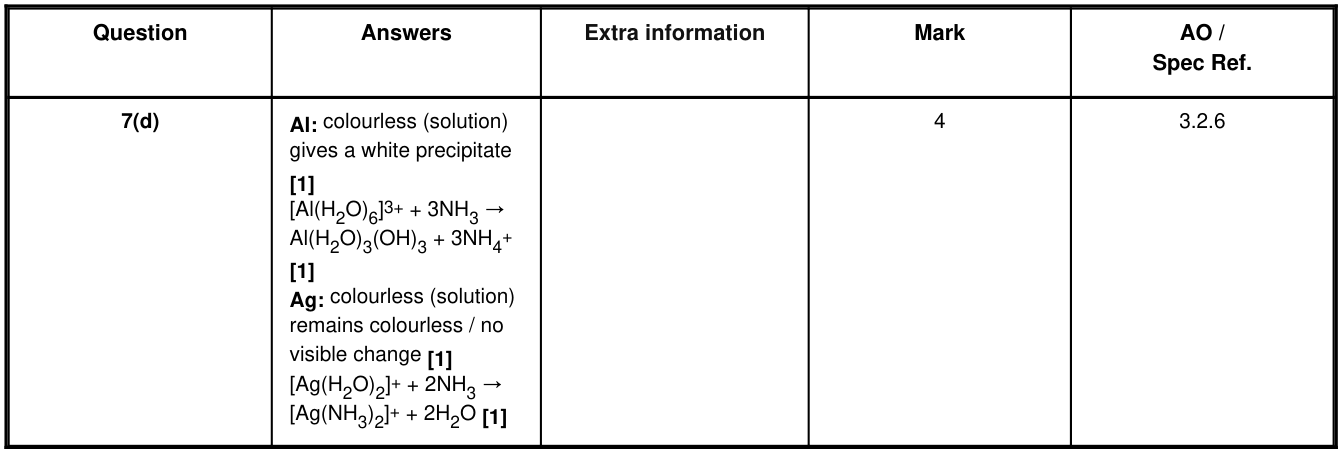 Question Answers Extra information Mark AO /
Spec Ref.
7(d) Al: colourless (solution) 4 3.2.6
gives a white precipitate
[1]
[Al(H₂O)₆]³⁺ + 3NH₃ →
Al(H₂O)₃(OH)₃ + 3NH₄⁺
[1]
Ag: colourless (solution)
remains colourless / no
visible change [1]
[Ag(H₂O)₂]⁺ + 2NH₃ →
[Ag(NH₃)₂]⁺ + 2H₂O [1]